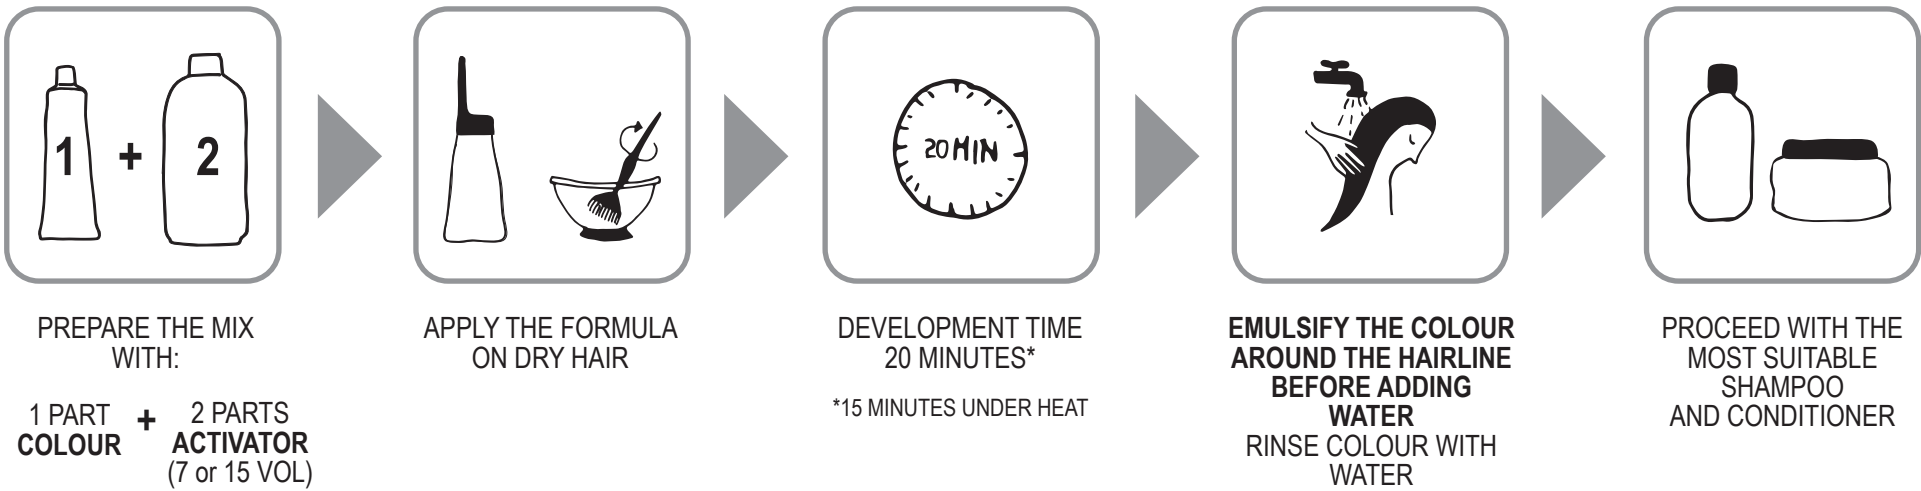 1 + 2
20 MIN
PREPARE THE MIX
WITH:
1 PART + 2 PARTS
COLOUR ACTIVATOR
(7 or 15 VOL)
APPLY THE FORMULA
ON DRY HAIR
DEVELOPMENT TIME
20 MINUTES*
*15 MINUTES UNDER HEAT
EMULSIFY THE COLOUR
AROUND THE HAIRLINE
BEFORE ADDING
WATER
RINSE COLOUR WITH
WATER
PROCEED WITH THE
MOST SUITABLE
SHAMPOO
AND CONDITIONER